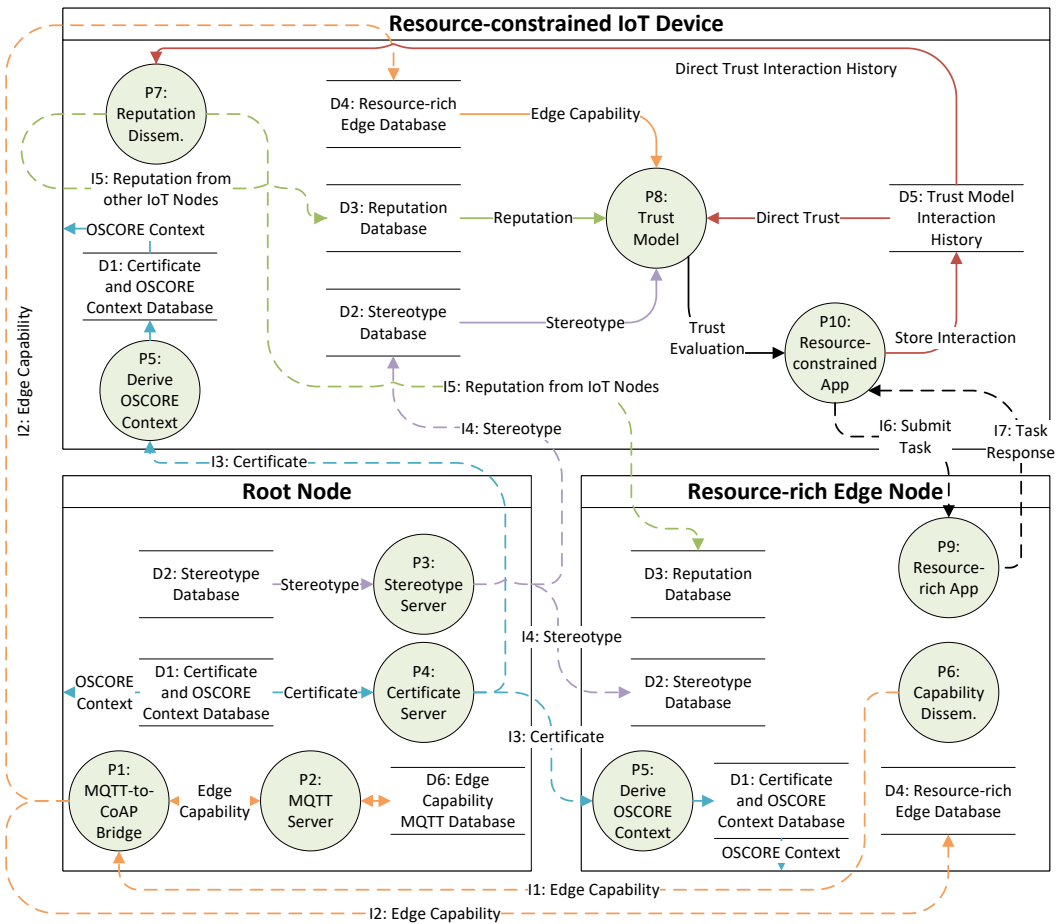 Resource-constrained IoT Device
Direct Trust Interaction History
P7:
Reputation
Dissem.
D4: Resource-rich
Edge Database
Edge Capability
I5: Reputation from
other IoT Nodes
D3: Reputation
Database
Reputation
P8:
Trust
Model
Direct Trust
D5: Trust Model
Interaction
History
OSCORE Context
D1: Certificate
and OSCORE
Context Database
D2: Stereotype
Database
Stereotype
Trust
Evaluation
P10:
Resource-
constrained
App
Store Interaction
I2: Edge Capability
P5:
Derive
OSCORE
Context
I5: Reputation from IoT Nodes
I4: Stereotype
I6: Submit
Task
I7: Task
Response
I3: Certificate
Root Node
D2: Stereotype
Database
Stereotype
P3:
Stereotype
Server
OSCORE
Context
D1: Certificate
and OSCORE
Context Database
Certificate
P4:
Certificate
Server
P1:
MQTT-to-
CoAP
Bridge
Edge
Capability
P2:
MQTT
Server
D6: Edge
Capability
MQTT Database
I4: Stereotype
I3: Certificate
Resource-rich Edge Node
D3: Reputation
Database
P9:
Resource-
rich App
D2: Stereotype
Database
P6:
Capability
Dissem.
P5:
Derive
OSCORE
Context
D1: Certificate
and OSCORE
Context Database
OSCORE Context
D4: Resource-rich
Edge Database
I1: Edge Capability
I2: Edge Capability